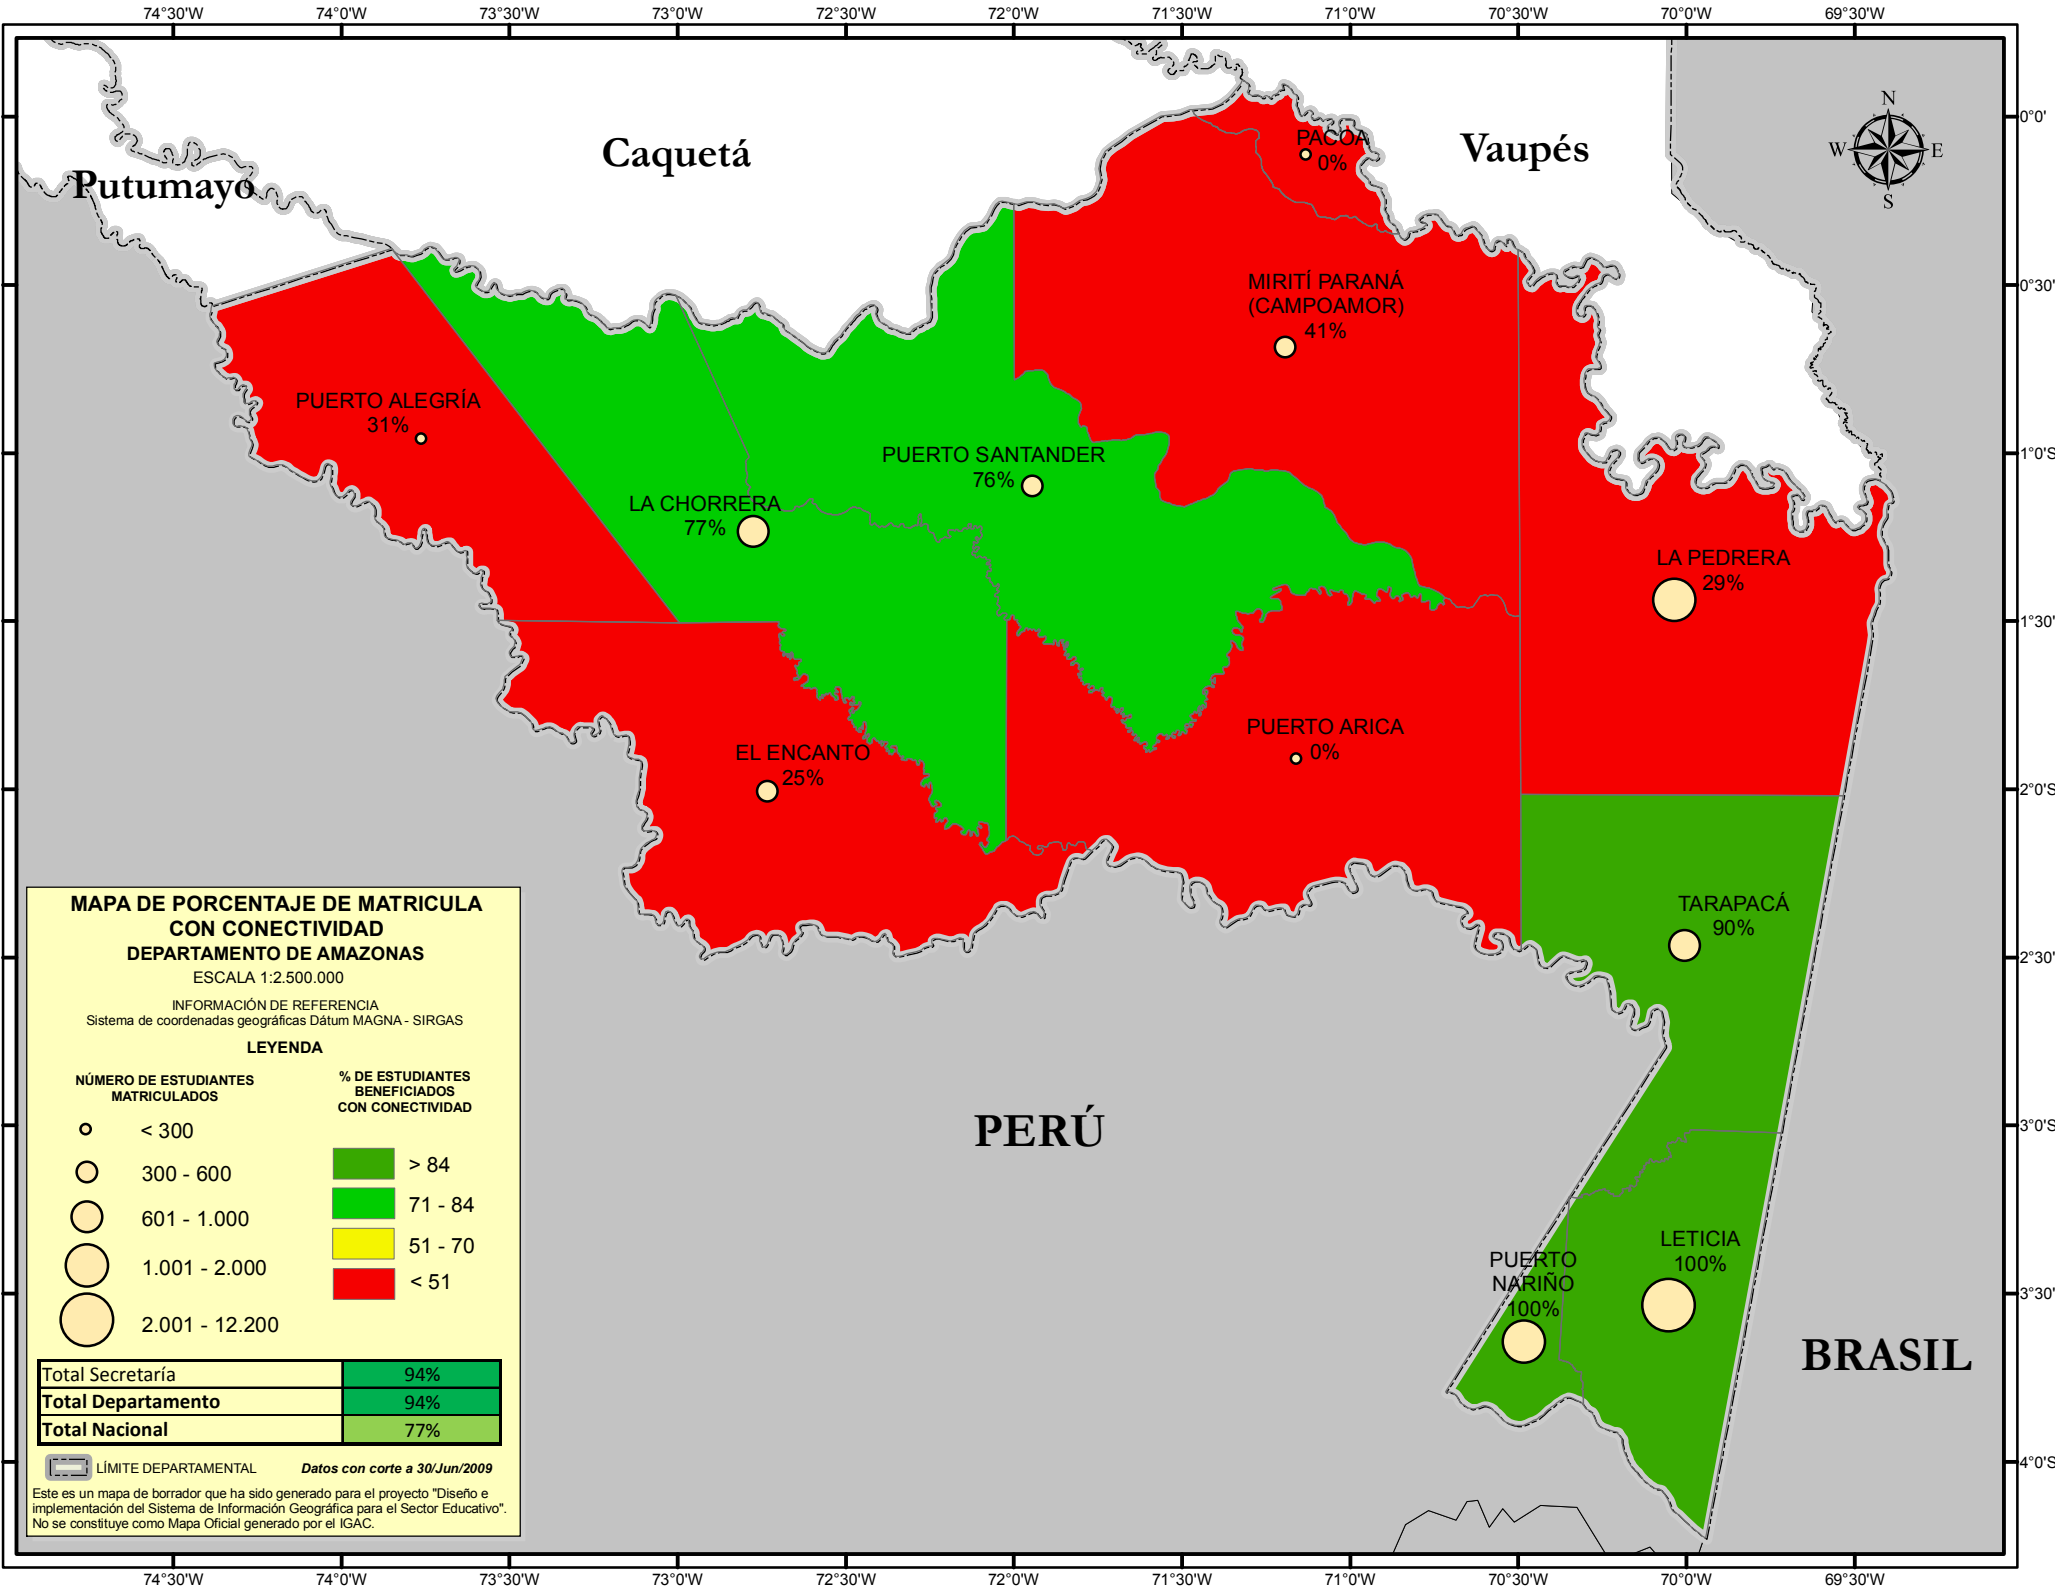 74°30'W 74°0'W 73°30'W 73°0'W 72°30'W 72°0'W 71°30'W 71°0'W 70°30'W 70°0'W 69°30'W
0°0'
0°30'S
1°0'S
1°30'S
2°0'S
2°30'S
3°0'S
3°30'S
4°0'S
N
W E
S
Putumayo
Caquetá
Vaupés
PACOA
0%
MIRITÍ PARANÁ
(CAMPOAMOR)
41%
PUERTO ALEGRÍA
31%
PUERTO SANTANDER
76%
LA CHORRERA
77%
LA PEDRERA
29%
PUERTO ARICA
0%
EL ENCANTO
25%
TARAPACÁ
90%
LETICIA
100%
PUERTO
NARIÑO
100%
PERÚ
BRASIL
MAPA DE PORCENTAJE DE MATRICULA
CON CONECTIVIDAD
DEPARTAMENTO DE AMAZONAS
ESCALA 1:2.500.000
INFORMACIÓN DE REFERENCIA
Sistema de coordenadas geográficas Dátum MAGNA - SIRGAS
LEYENDA
NÚMERO DE ESTUDIANTES
MATRICULADOS
< 300
300 - 600
601 - 1.000
1.001 - 2.000
2.001 - 12.200
% DE ESTUDIANTES
BENEFICIADOS
CON CONECTIVIDAD
> 84
71 - 84
51 - 70
< 51
Total Secretaría 94%
Total Departamento 94%
Total Nacional 77%
LÍMITE DEPARTAMENTAL
Datos con corte a 30/Jun/2009
Este es un mapa de borrador que ha sido generado para el proyecto "Diseño e
implementación del Sistema de Información Geográfica para el Sector Educativo".
No se constituye como Mapa Oficial generado por el IGAC.
74°30'W 74°0'W 73°30'W 73°0'W 72°30'W 72°0'W 71°30'W 71°0'W 70°30'W 70°0'W 69°30'W